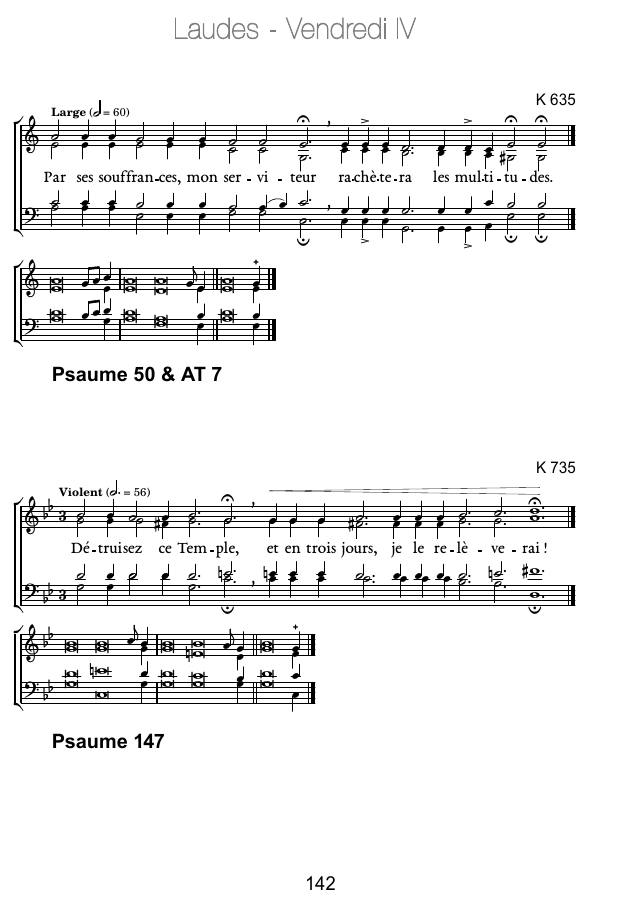 Laudes - Vendredi IV
K 635
Large (𝅗𝅥 = 60)
Par ses souffran-ces, mon ser - vi - teur ra-chè-te-ra les mul-ti-tu-des.
Psaume 50 & AT 7
K 735
Violent (𝅗𝅥. = 56)
3
Dé-truisez ce Tem-ple, et en trois jours, je le re-lè-ve-rai !
3
Psaume 147
142